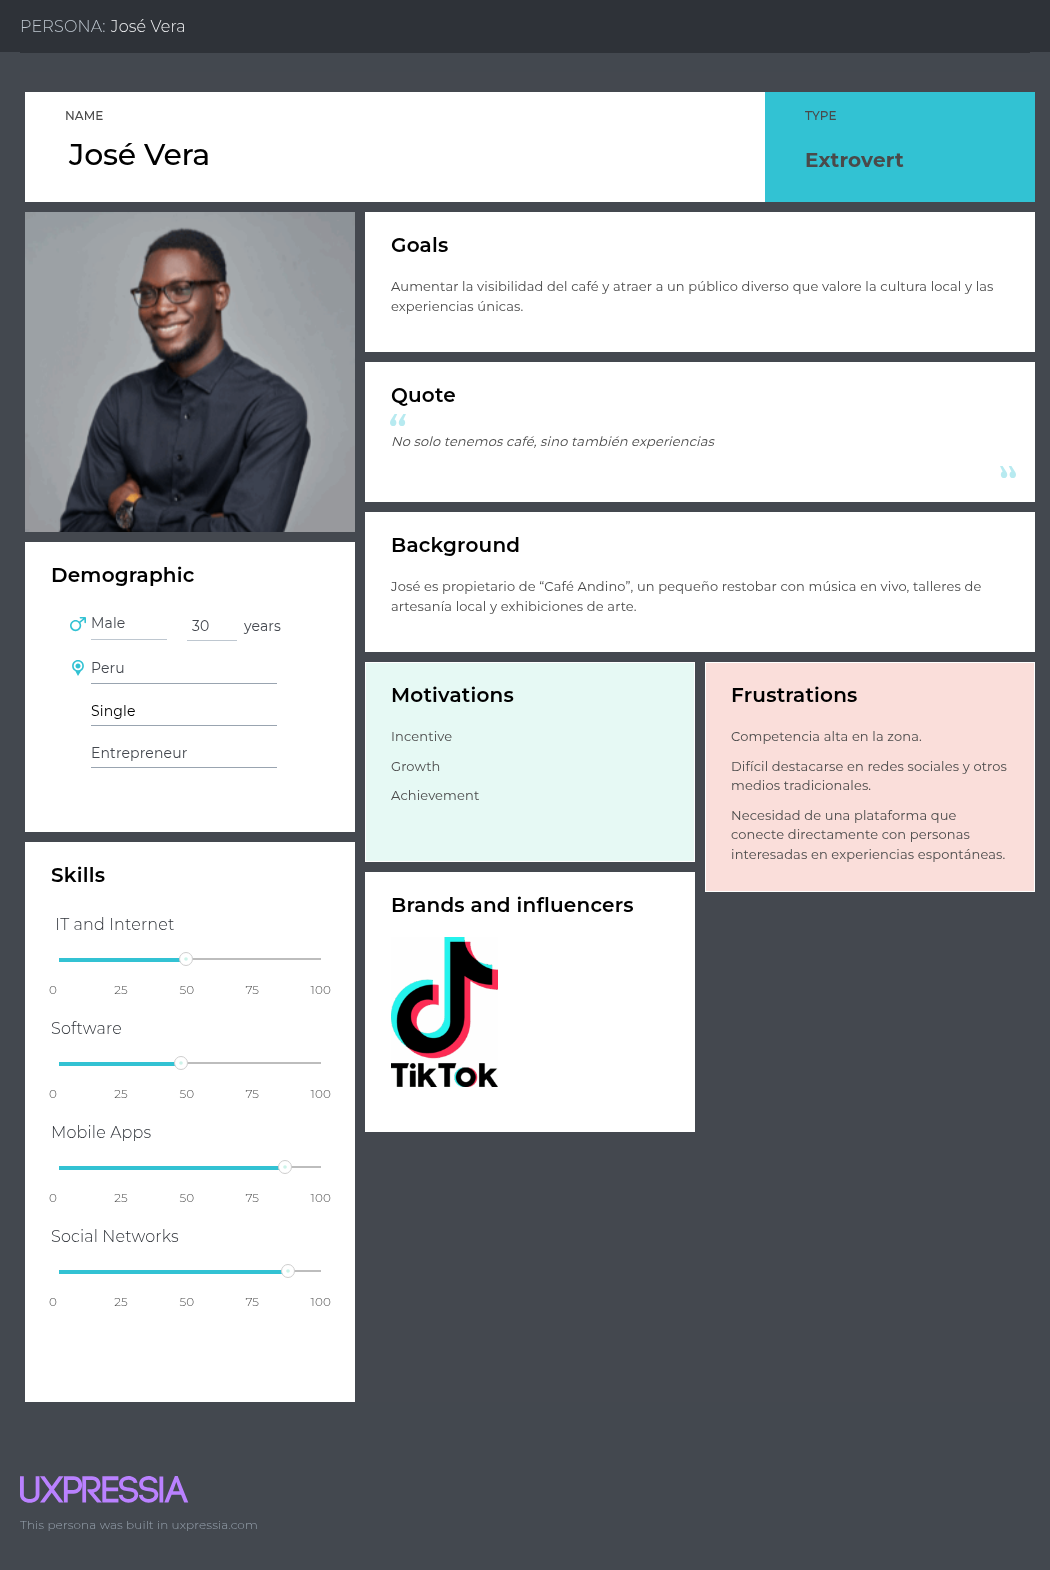 PERSONA: José Vera
NAME
José Vera
TYPE
Extrovert
Goals
Aumentar la visibilidad del café y atraer a un público diverso que valore la cultura local y las
experiencias únicas.
Quote
“
No solo tenemos café, sino también experiencias
”
Background
José es propietario de “Café Andino”, un pequeño restobar con música en vivo, talleres de
artesanía local y exhibiciones de arte.
Demographic
Male 30 years
Peru
Single
Entrepreneur
Skills
IT and Internet
0 25 50 75 100
Software
0 25 50 75 100
Mobile Apps
0 25 50 75 100
Social Networks
0 25 50 75 100
Motivations
Incentive
Growth
Achievement
Frustrations
Competencia alta en la zona.
Difícil destacarse en redes sociales y otros
medios tradicionales.
Necesidad de una plataforma que
conecte directamente con personas
interesadas en experiencias espontáneas.
Brands and influencers
TikTok
UXPRESSIA
This persona was built in uxpressia.com